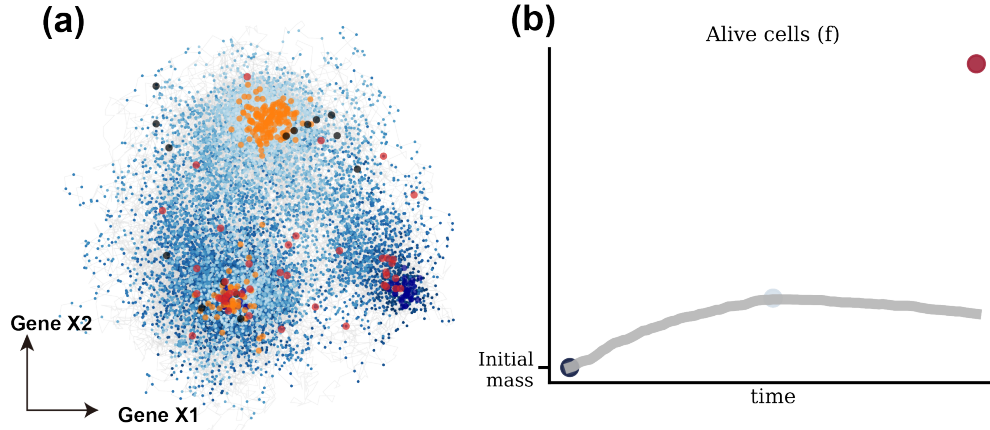 (a)
Gene X2
Gene X1
(b)
Alive cells (f)
Initial
mass
time